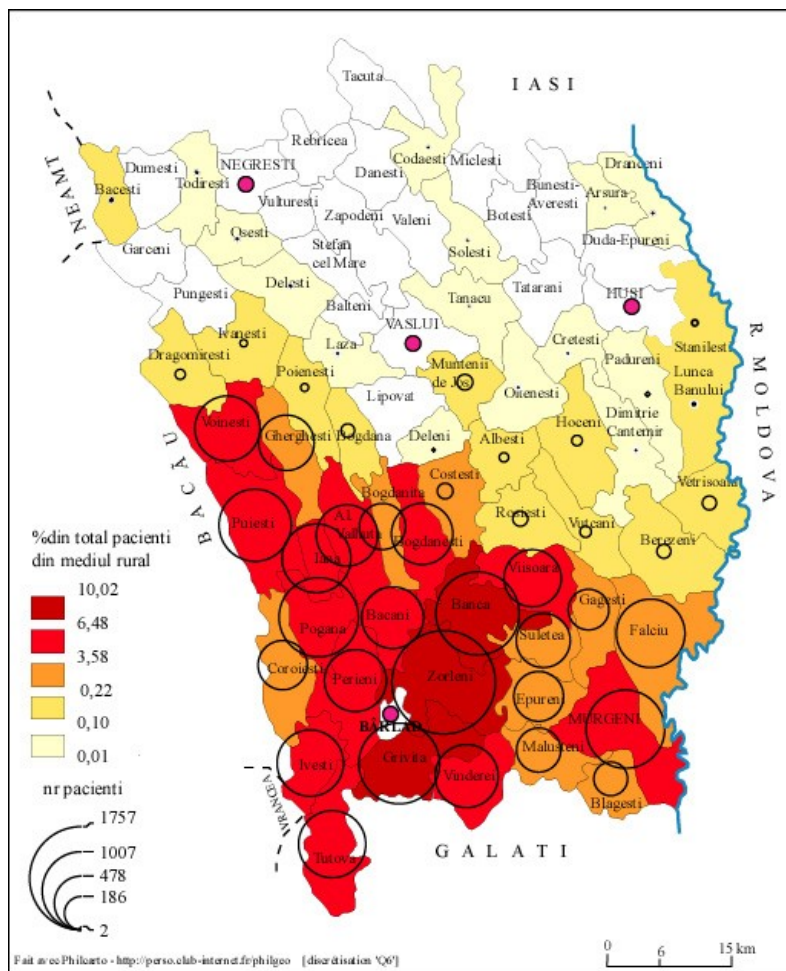 IASI
Tacuta
Rebricea
Codaesti
Miclesti
Dranceni
Dumesti
NEGRESTI
Danesti
Bunesti-
Averesti
Arsura
NEAMT
Bacesti
Todiresti
Vulturesti
Zapodeni
Valeni
Botesti
Garceni
Osesti
Stefan
cel Mare
Solesti
Duda-Epureni
Pungesti
Delesti
Balteni
Tanacu
Tatarani
HUSI
Ivanesti
VASLUI
R. MOLDOVA
Dragomiresti
Laza
Cretesti
Stanilesti
Poienesti
Muntenii
de Jos
Padureni
Lunca
Banului
Lipovat
Oltenesti
Voinesti
Gherghesti
Bogdana
Deleni
Albesti
Hoceni
Dimitrie
Cantemir
BACAU
Costesti
Bogdanita
Vetrisoaia
Puiesti
Al.
Vlahuta
Bogdanesti
Rosiesti
Vutcani
Berezeni
Iana
Viisoara
Pogana
Bacani
Banca
Gagesti
Suletea
Falciu
Coroiesti
Perieni
Zorleni
Epureni
BÂRLAD
MURGENI
Ivesti
Grivita
Vinderei
Malusteni
Blagesti
VRANCEA
Tutova
GALATI
%din total pacienti
din mediul rural
10,02
6,48
3,58
0,22
0,10
0,01
nr pacienti
1757
1007
478
186
2
Fait avec Philcarto - http://perso.club-internet.fr/philgeo [discrétisation 'Q6']
0 6 15 km